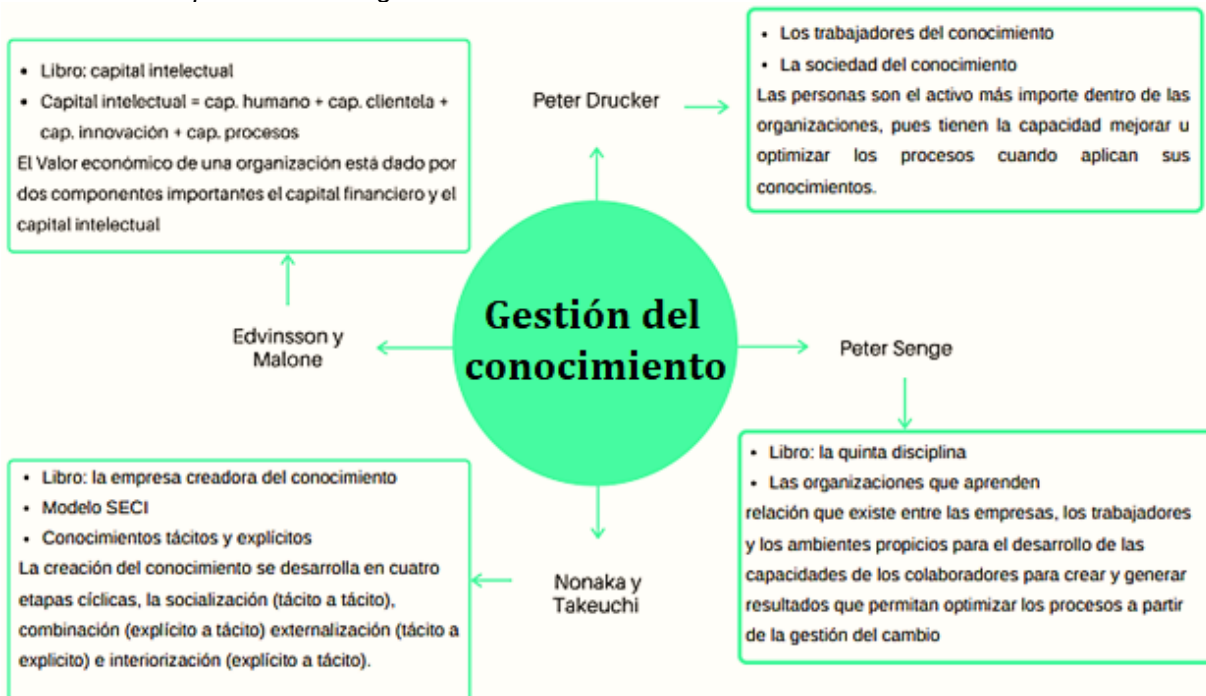 • Libro: capital intelectual
• Capital intelectual = cap. humano + cap. clientela +
cap. innovación + cap. procesos
El Valor económico de una organización está dado por
dos componentes importantes el capital financiero y el
capital intelectual
Peter Drucker
• Los trabajadores del conocimiento
• La sociedad del conocimiento
Las personas son el activo más importe dentro de las
organizaciones, pues tienen la capacidad mejorar u
optimizar los procesos cuando aplican sus
conocimientos.
Edvinsson y
Malone
Gestión del
conocimiento
Peter Senge
• Libro: la empresa creadora del conocimiento
• Modelo SECI
• Conocimientos tácitos y explícitos
La creación del conocimiento se desarrolla en cuatro
etapas cíclicas, la socialización (tácito a tácito),
combinación (explícito a tácito) externalización (tácito a
explicito) e interiorización (explícito a tácito).
Nonaka y
Takeuchi
• Libro: la quinta disciplina
• Las organizaciones que aprenden
relación que existe entre las empresas, los trabajadores
y los ambientes propicios para el desarrollo de las
capacidades de los colaboradores para crear y generar
resultados que permitan optimizar los procesos a partir
de la gestión del cambio